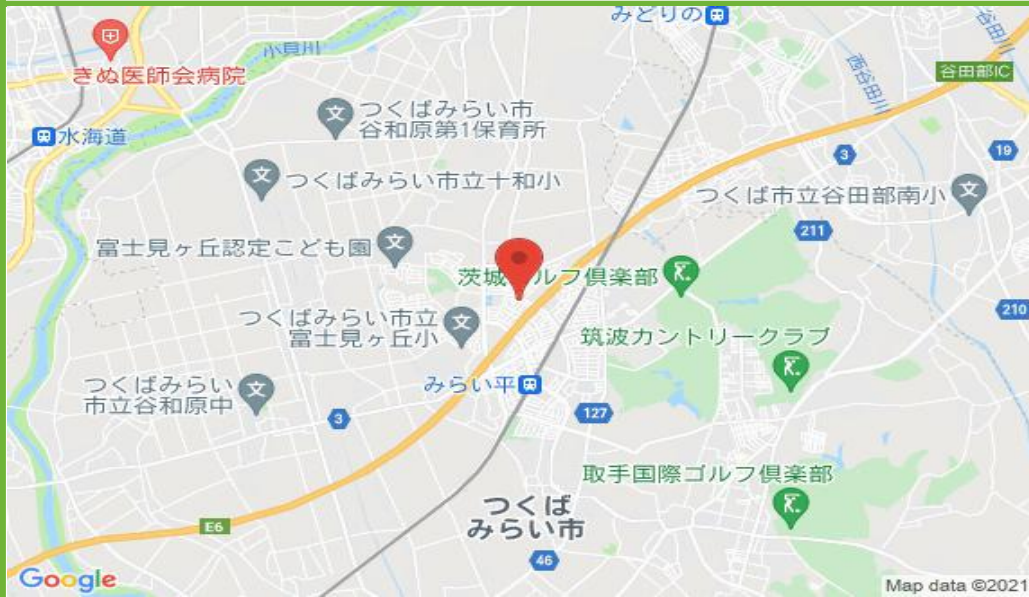 みどりの
小貝川
きぬ医師会病院
谷田部IC
谷田川
西谷田川
水海道
つくばみらい市
谷和原第1保育所
3
19
つくばみらい市立十和小
つくば市立谷田部南小
211
富士見ヶ丘認定こども園
茨城
ルフ倶楽部
210
つくばみらい市立
富士見ヶ丘小
筑波カントリークラブ
みらい平
つくばみらい
市立谷和原中
3
127
取手国際ゴルフ倶楽部
つくば
みらい市
E6
46
Google
Map data ©2021